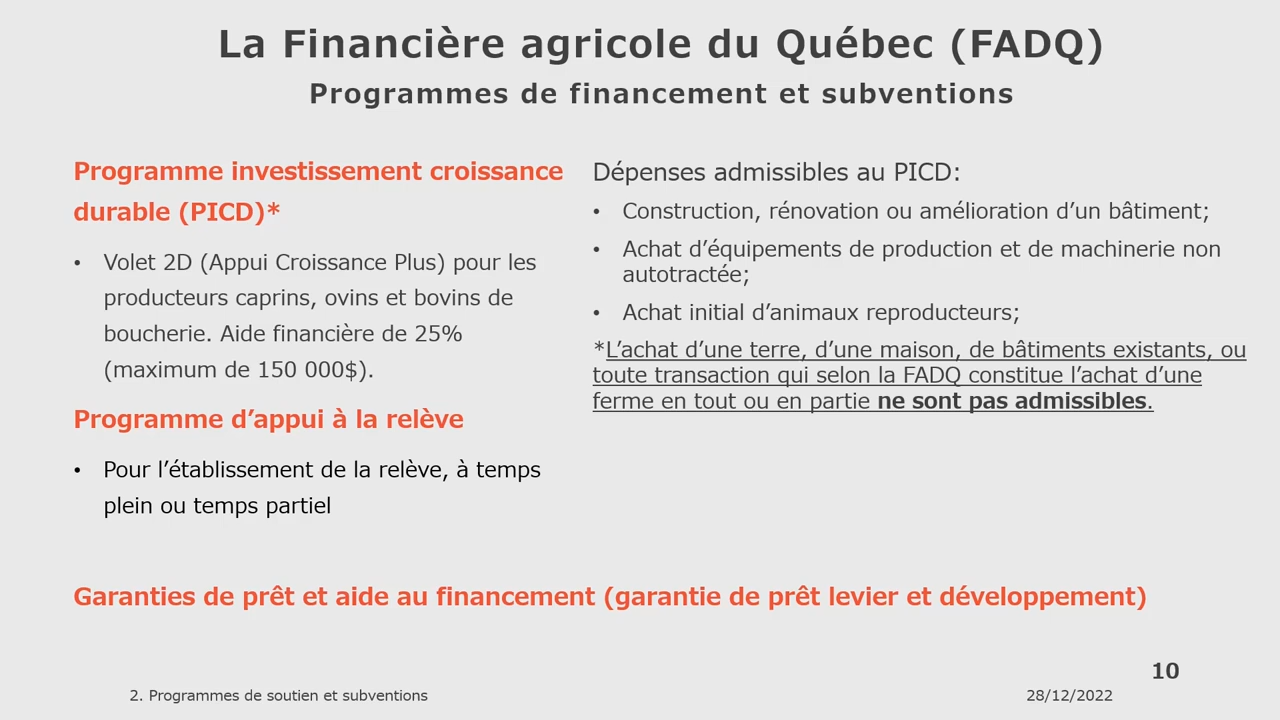 La Financière agricole du Québec (FADQ)
Programmes de financement et subventions
Programme investissement croissance
durable (PICD)*
• Volet 2D (Appui Croissance Plus) pour les
producteurs caprins, ovins et bovins de
boucherie. Aide financière de 25%
(maximum de 150 000$).
Programme d’appui à la relève
• Pour l’établissement de la relève, à temps
plein ou temps partiel
Dépenses admissibles au PICD:
• Construction, rénovation ou amélioration d’un bâtiment;
• Achat d’équipements de production et de machinerie non
autotractée;
• Achat initial d’animaux reproducteurs;
*L’achat d’une terre, d’une maison, de bâtiments existants, ou
toute transaction qui selon la FADQ constitue l’achat d’une
ferme en tout ou en partie ne sont pas admissibles.
Garanties de prêt et aide au financement (garantie de prêt levier et développement)
10
2. Programmes de soutien et subventions
28/12/2022